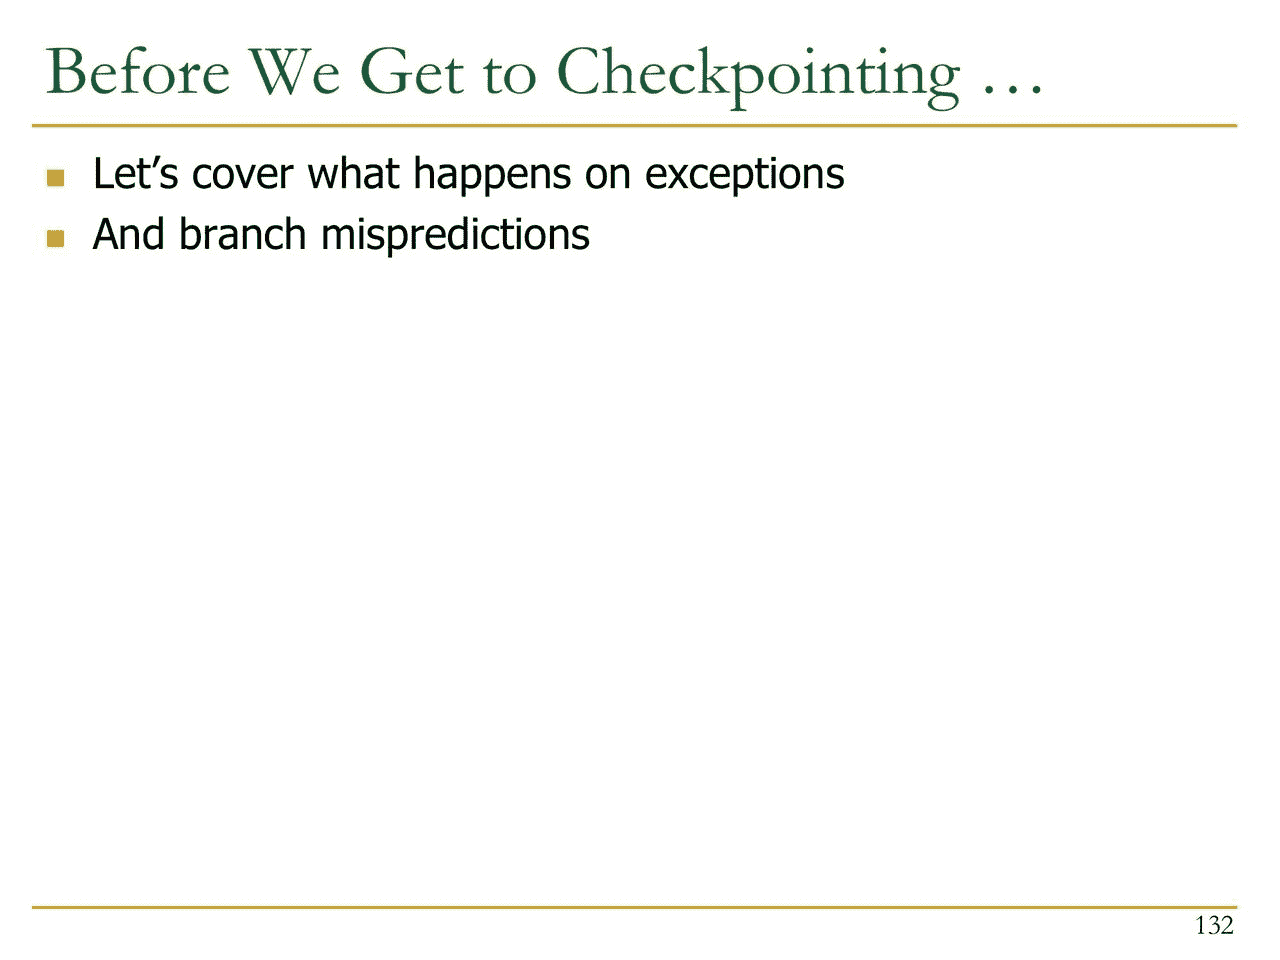 Before We Get to Checkpointing …
Let’s cover what happens on exceptions
And branch mispredictions
132